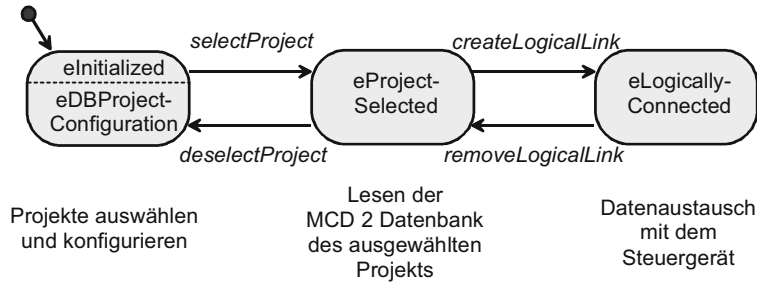 selectProject
createLogicalLink
eInitialized
eDBProject-
Configuration
eProject-
Selected
eLogically-
Connected
deselectProject
removeLogicalLink
Projekte auswählen
und konfigurieren
Lesen der
MCD 2 Datenbank
des ausgewählten
Projekts
Datenaustausch
mit dem
Steuergerät